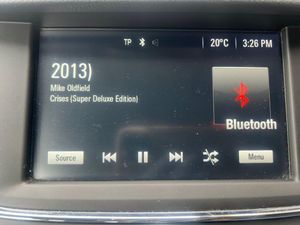 TP 20°C 3:26 PM
2013)
Mike Oldfield
Crises (Super Deluxe Edition)
Bluetooth
Source Menu